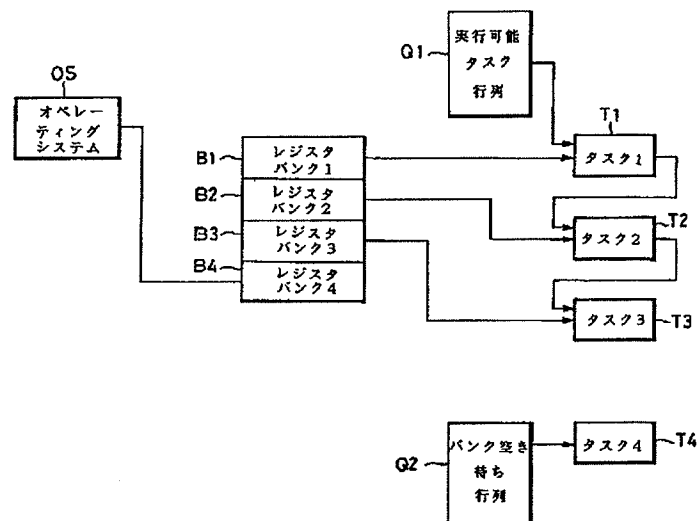 OS
オペレー
ティング
システム
Q1
実行可能
タスク
行列
B1
レジスタ
バンク1
B2
レジスタ
バンク2
B3
レジスタ
バンク3
B4
レジスタ
バンク4
T1
タスク1
タスク2
T2
タスク3
T3
Q2
バンク空き
待ち
行列
タスク4
T4